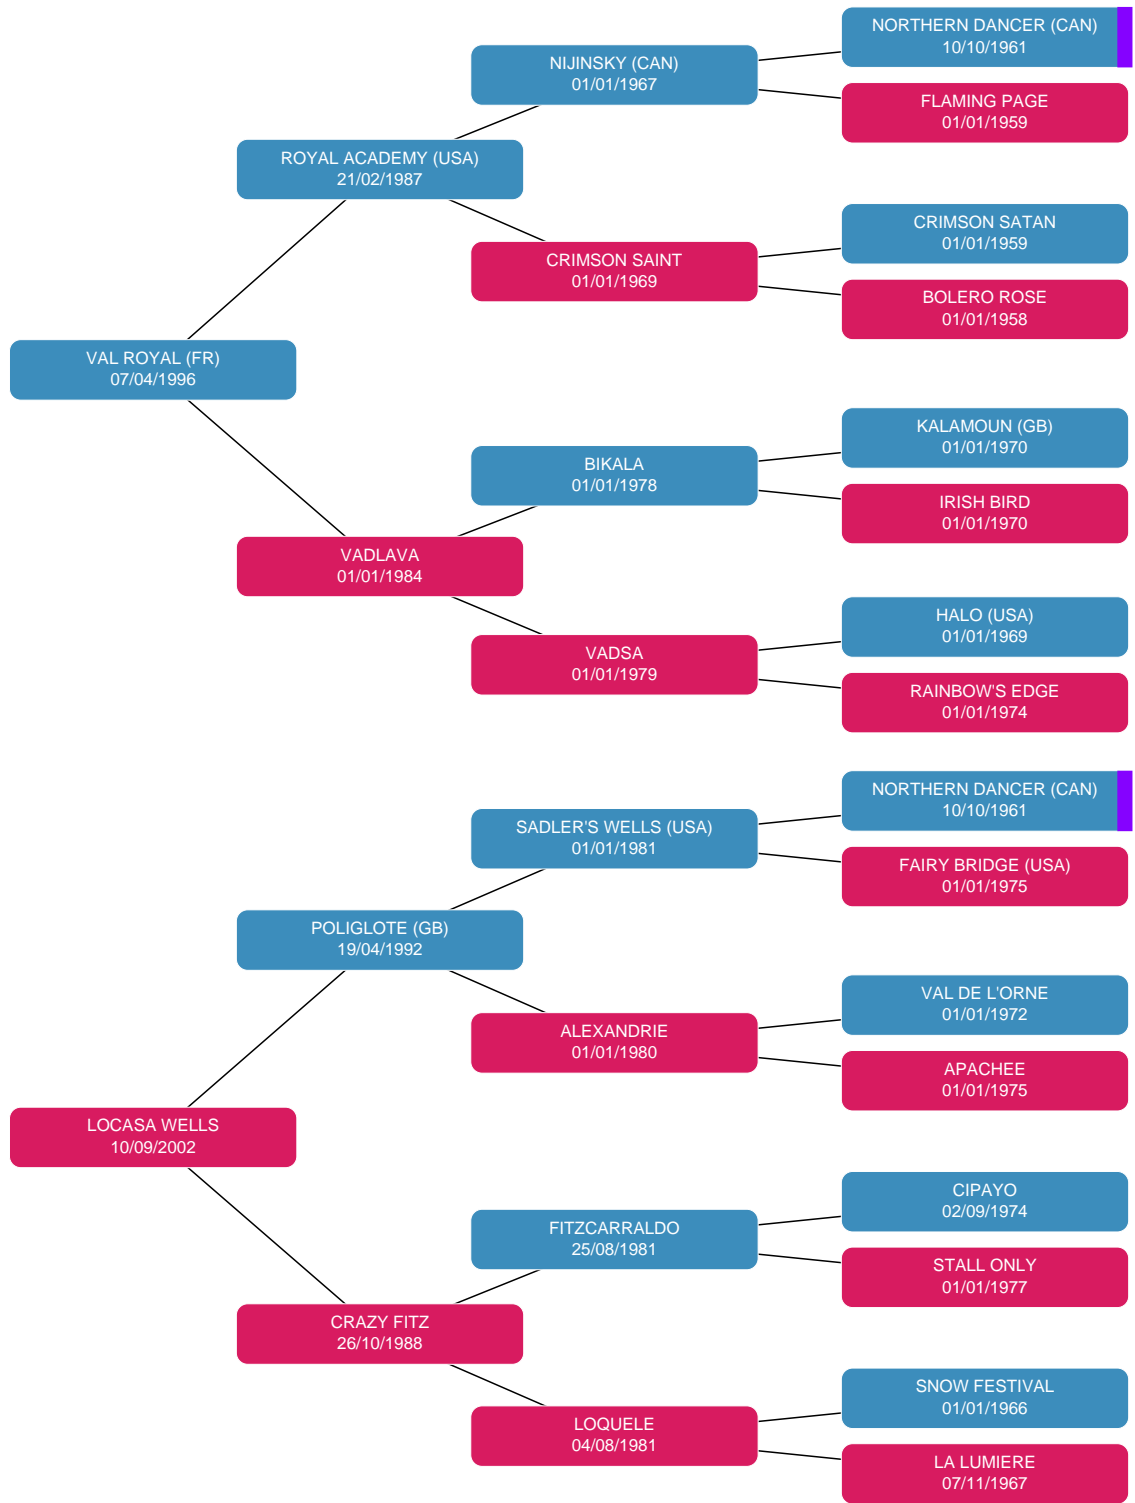 NORTHERN DANCER (CAN)
10/10/1961
NIJINSKY (CAN)
01/01/1967
FLAMING PAGE
01/01/1959
ROYAL ACADEMY (USA)
21/02/1987
CRIMSON SATAN
01/01/1959
CRIMSON SAINT
01/01/1969
BOLERO ROSE
01/01/1958
VAL ROYAL (FR)
07/04/1996
KALAMOUN (GB)
01/01/1970
BIKALA
01/01/1978
IRISH BIRD
01/01/1970
VADLAVA
01/01/1984
HALO (USA)
01/01/1969
VADSA
01/01/1979
RAINBOW'S EDGE
01/01/1974
NORTHERN DANCER (CAN)
10/10/1961
SADLER'S WELLS (USA)
01/01/1981
FAIRY BRIDGE (USA)
01/01/1975
POLIGLOTE (GB)
19/04/1992
VAL DE L'ORNE
01/01/1972
ALEXANDRIE
01/01/1980
APACHEE
01/01/1975
LOCASA WELLS
10/09/2002
CIPAYO
02/09/1974
FITZCARRALDO
25/08/1981
STALL ONLY
01/01/1977
CRAZY FITZ
26/10/1988
SNOW FESTIVAL
01/01/1966
LOQUELE
04/08/1981
LA LUMIERE
07/11/1967